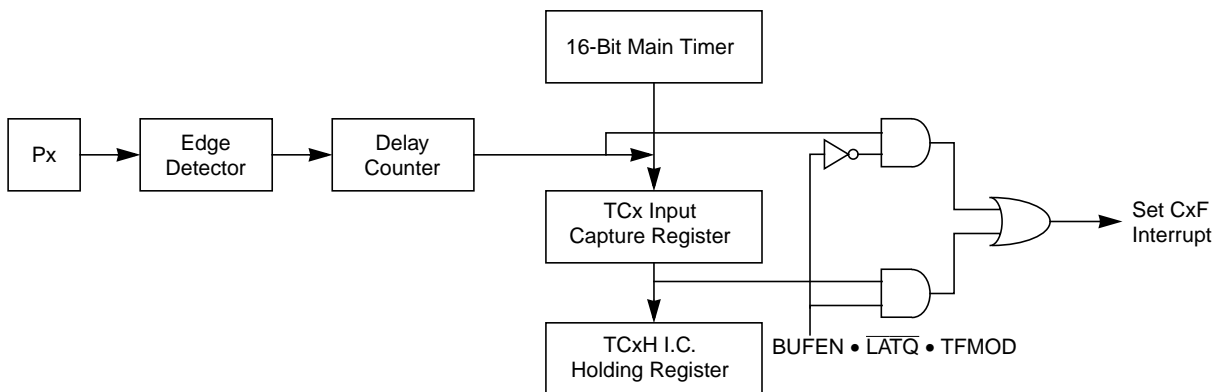 16-Bit Main Timer
Px
Edge
Detector
Delay
Counter
TCx Input
Capture Register
Set CxF
Interrupt
TCxH I.C.
Holding Register
BUFEN • L̅A̅T̅Q̅ • TFMOD